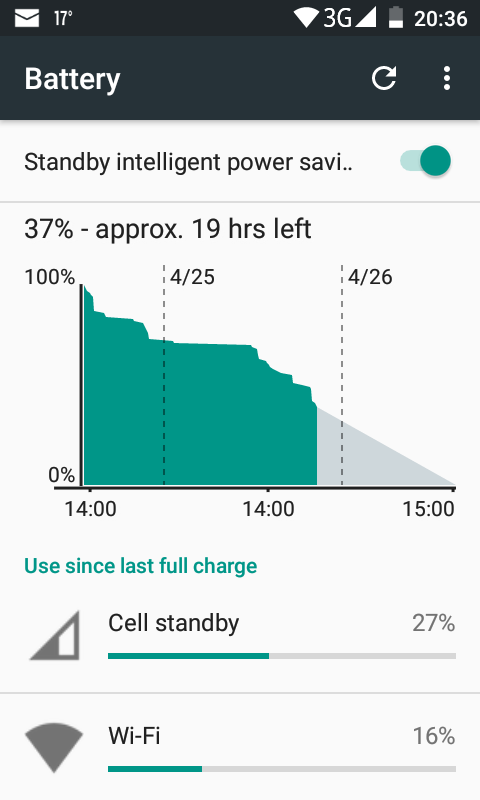 17° 3G 20:36
Battery
Standby intelligent power savi..
37% - approx. 19 hrs left
100% 4/25 4/26
0%
14:00 14:00 15:00
Use since last full charge
Cell standby 27%
Wi-Fi 16%